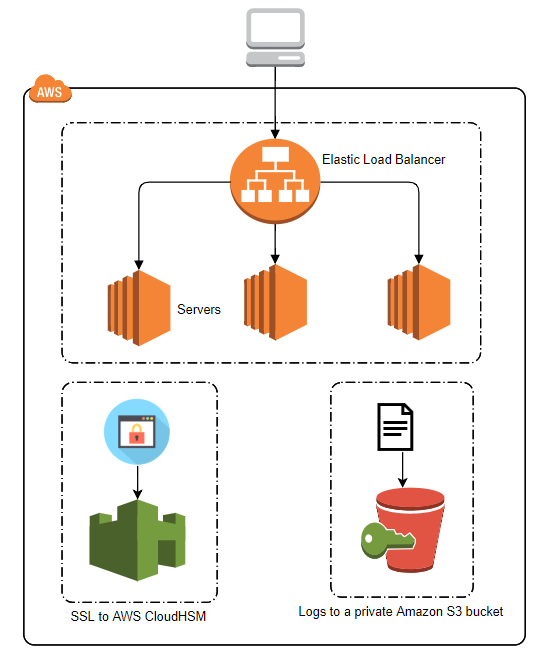 AWS
Elastic Load Balancer
Servers
SSL to AWS CloudHSM
Logs to a private Amazon S3 bucket